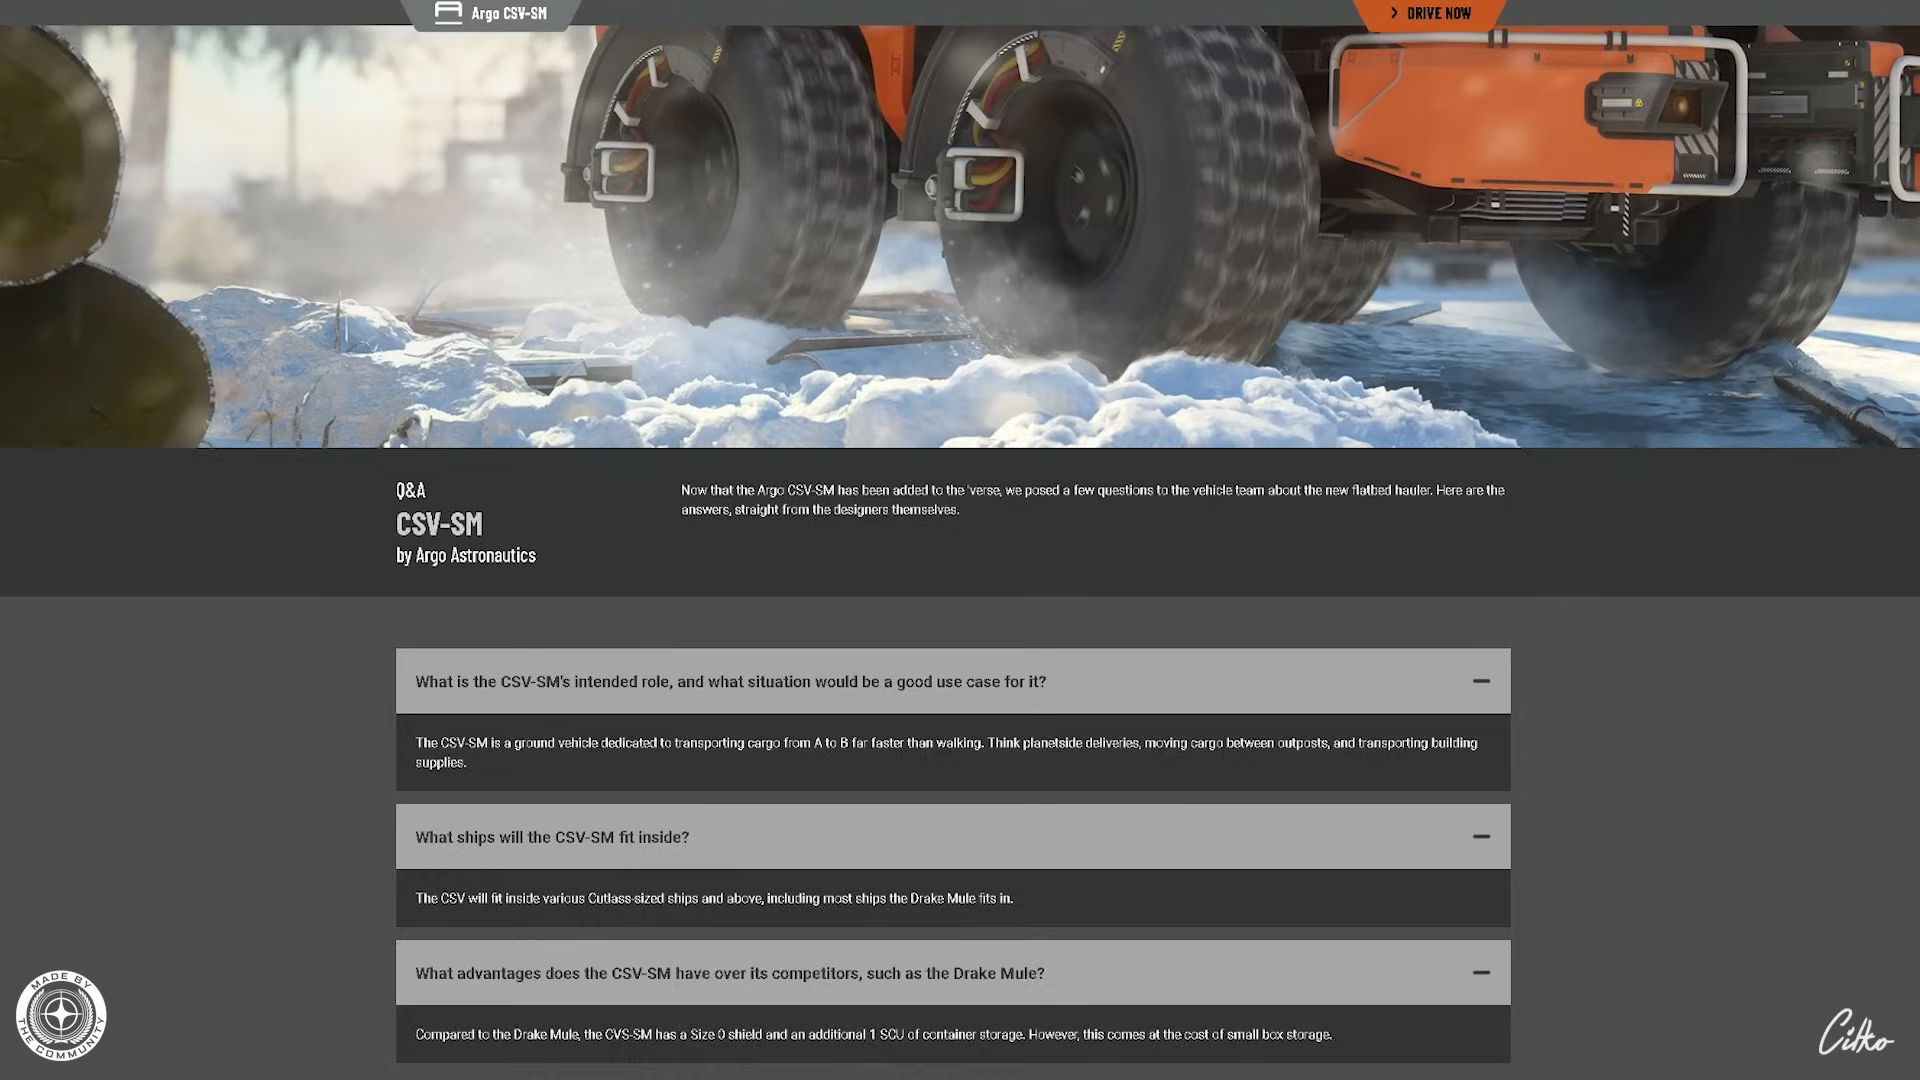 Argo CSV-SM
DRIVE NOW
Q&A
CSV-SM
by Argo Astronautics
Now that the Argo CSV-SM has been added to the 'verse, we posed a few questions to the vehicle team about the new flatbed hauler. Here are the
answers, straight from the designers themselves.
What is the CSV-SM's intended role, and what situation would be a good use case for it?
The CSV-SM is a ground vehicle dedicated to transporting cargo from A to B far faster than walking. Think planetside deliveries, moving cargo between outposts, and transporting building
supplies.
What ships will the CSV-SM fit inside?
The CSV will fit inside various Cutlass-sized ships and above, including most ships the Drake Mule fits in.
What advantages does the CSV-SM have over its competitors, such as the Drake Mule?
Compared to the Drake Mule, the CVS-SM has a Size 0 shield and an additional 1 SCU of container storage. However, this comes at the cost of small box storage.
MADE BY
THE COMMUNITY